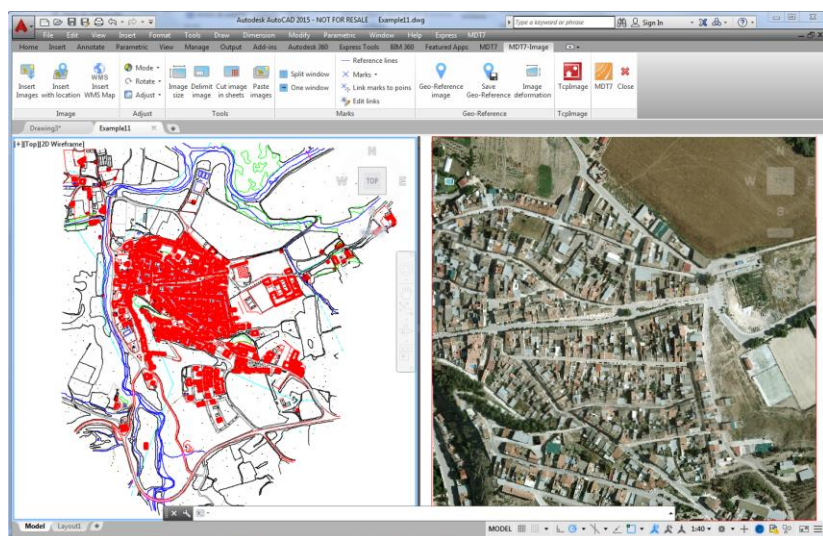 Autodesk AutoCAD 2015 - NOT FOR RESALE Example11.dwg
Type a keyword or phrase
Sign In
File Edit View Insert Format Tools Draw Dimension Modify Parametric Window Help Express MDT7
Home Insert Annotate Parametric View Manage Output Add-ins Autodesk 360 Express Tools BIM 360 Featured Apps MDT7 MDT7-Image
Insert Images
Insert with location
WMS
Insert WMS Map
Mode
Rotate
Adjust
Image size
Delimit image
Cut image in sheets
Paste images
Split window
One window
Reference lines
Marks
Link marks to poins
Edit links
Geo-Reference image
Save Geo-Reference
Image deformation
TcpImage
MDT7
Close
Image Adjust Tools Marks Geo-Reference TcpImage
Drawing3* Example11
[+][Top][2D Wireframe]
N
W TOP E
N
W E
S
Model Layout1
MODEL 1:40